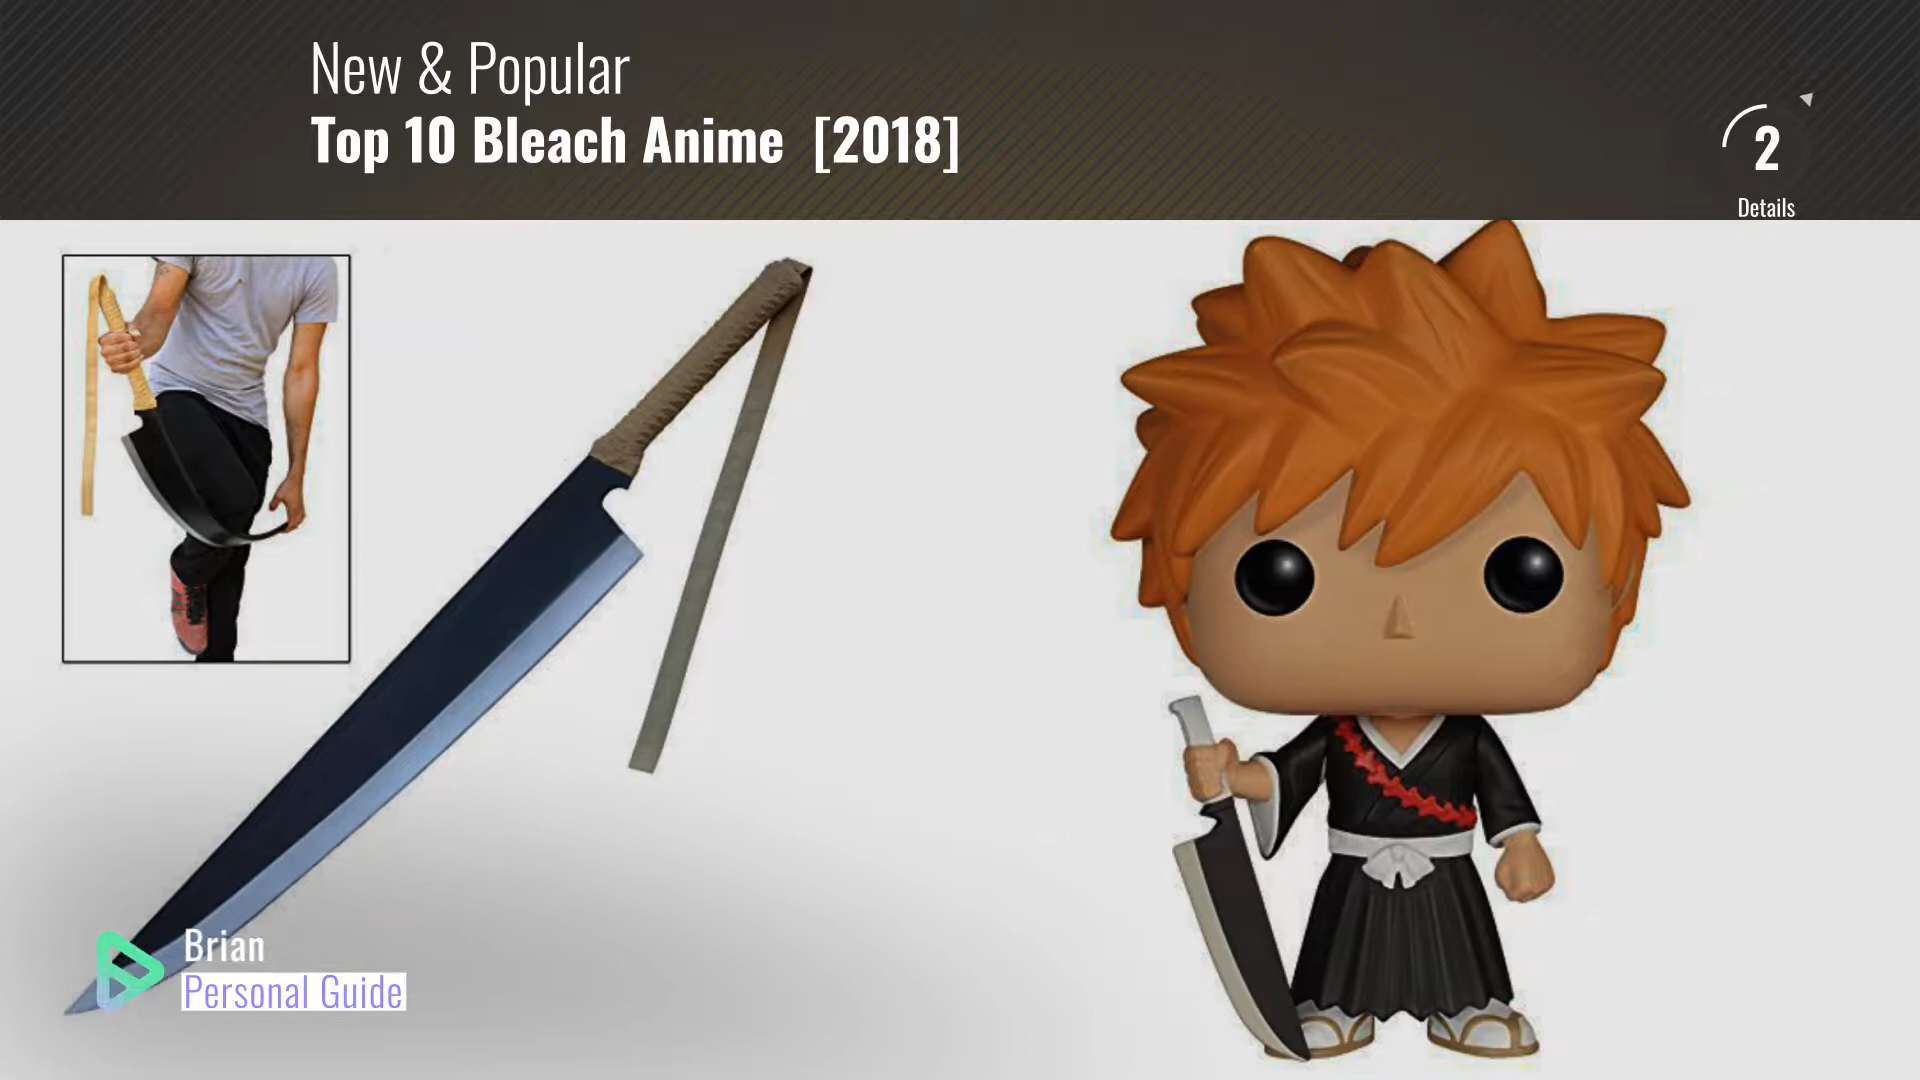 New & Popular
Top 10 Bleach Anime [2018]
2
Details
Brian
Personal Guide